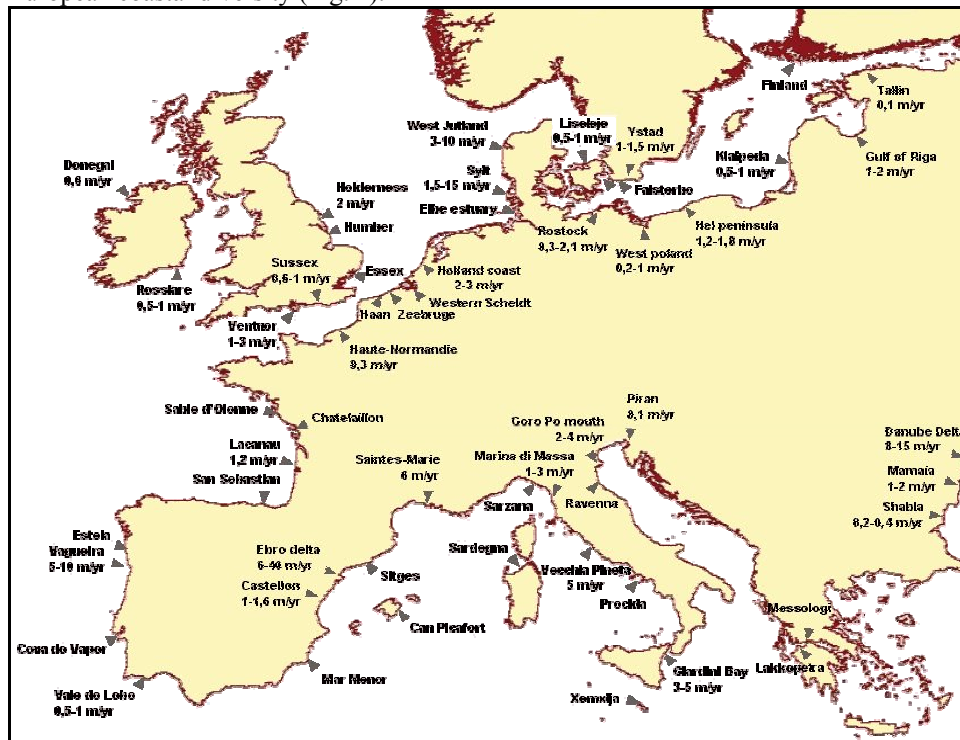 Finland
Tallin
0,1 m/yr
West Jutland
3-10 m/yr
Liseleje
0,5-1 m/yr
Ystad
1-1,5 m/yr
Klaipeda
0,5-1 m/yr
Gulf of Riga
1-2 m/yr
Donegal
0,6 m/yr
Sylt
1,5-15 m/yr
Holderness
2 m/yr
Falsterbo
Elbe estuary
Humber
Rostock
0,3-2,1 m/yr
Hel peninsula
1,2-1,8 m/yr
West poland
0,2-1 m/yr
Sussex
0,6-1 m/yr
Essex
Holland coast
2-3 m/yr
Rosslare
0,5-1 m/yr
Western Scheldt
Haan Zeebruge
Ventnor
1-3 m/yr
Haute-Normandie
0,3 m/yr
Sable d'Olonne
Chatelaillon
Piran
0,1 m/yr
Goro Po mouth
2-4 m/yr
Danube Delta
8-15 m/yr
Lacanau
1,2 m/yr
Saintes-Marie
6 m/yr
Marina di Massa
1-3 m/yr
Mamaia
1-2 m/yr
San Sebastian
Sarzana
Ravenna
Shabla
0,2-0,4 m/yr
Estela
Vagueira
5-10 m/yr
Ebro delta
6-40 m/yr
Sardegna
Sitges
Vecchia Pineta
5 m/yr
Castellon
1-1,6 m/yr
Procida
Can Picafort
Messologi
Cova do Vapor
Mar Menor
Giardini Bay
3-5 m/yr
Lakkopetra
Vale do Lobo
0,5-1 m/yr
Xemxija